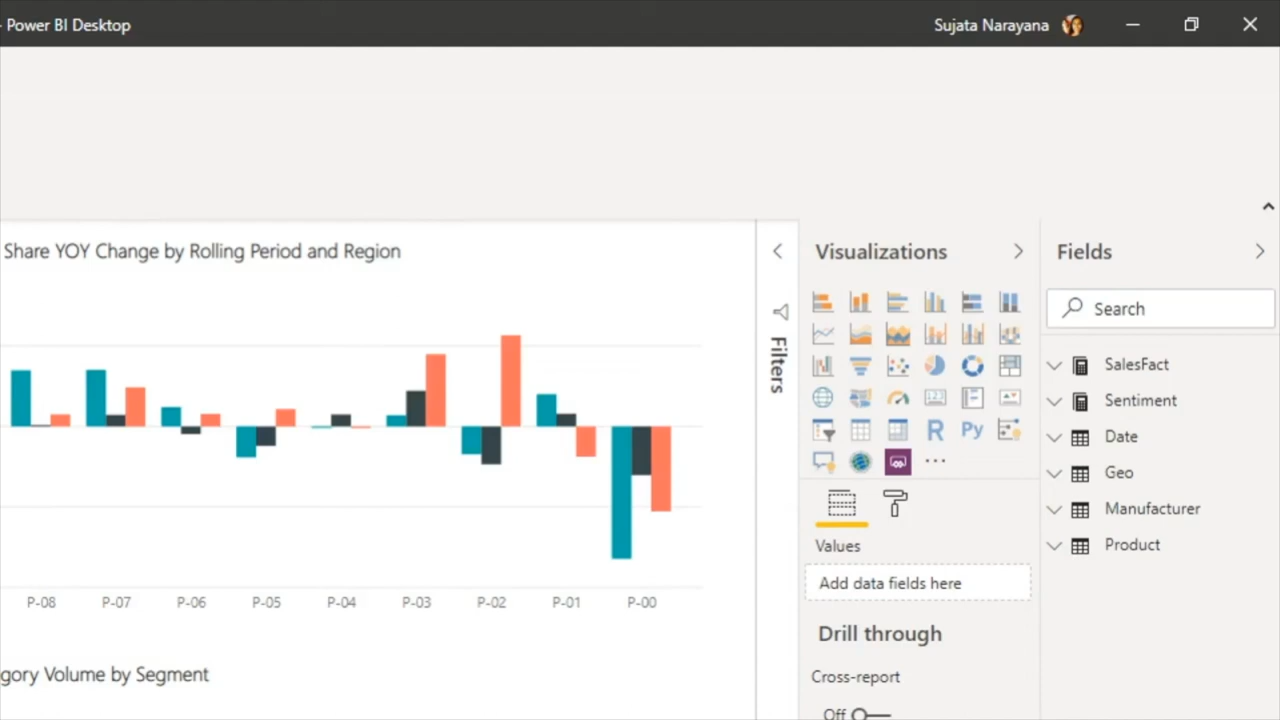 - Power BI Desktop
Sujata Narayana
Share YOY Change by Rolling Period and Region
P-08 P-07 P-06 P-05 P-04 P-03 P-02 P-01 P-00
gory Volume by Segment
Filters
Visualizations
R Py
Values
Add data fields here
Drill through
Cross-report
Off
Fields
Search
SalesFact
Sentiment
Date
Geo
Manufacturer
Product